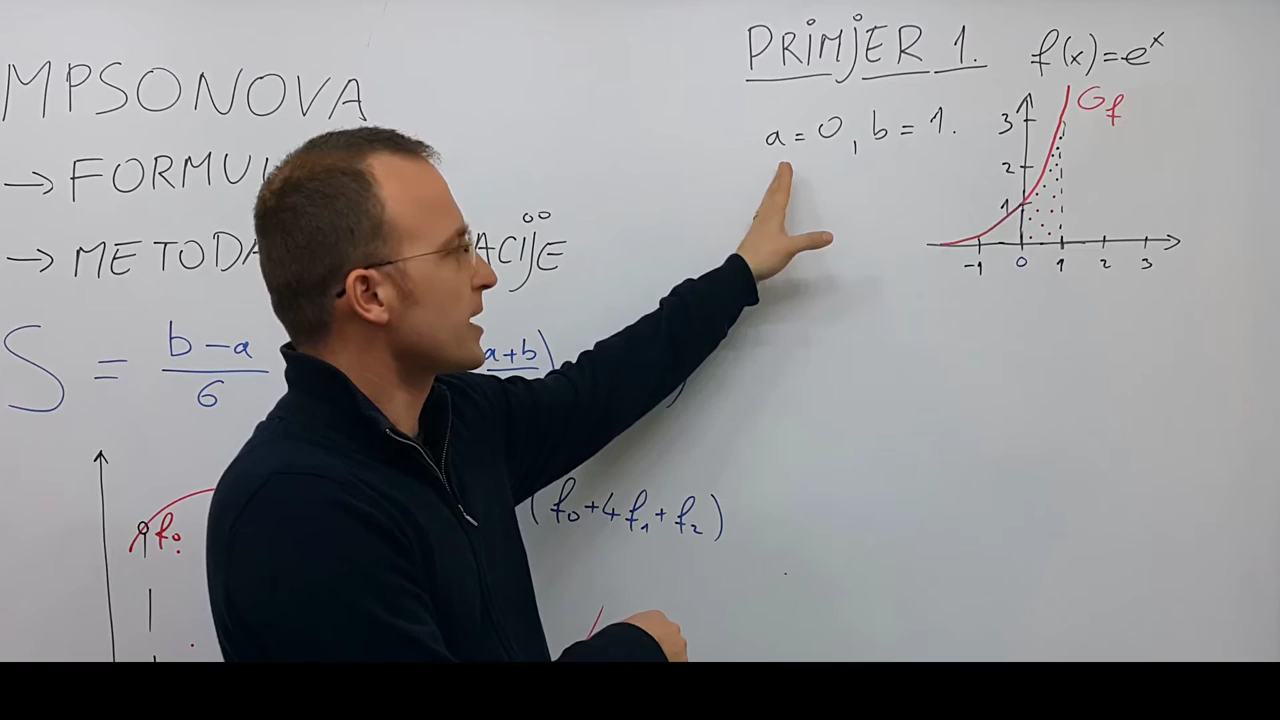 MPSONOVA
→ FORMU
→ METODA ACIJE
S = b-a / 6 a+b )
f₀
(f₀+4f₁+f₂)
PRIMJER 1. f(x)=eˣ
a=0, b=1.
G_f
3
2
1
-1 0 1 2 3